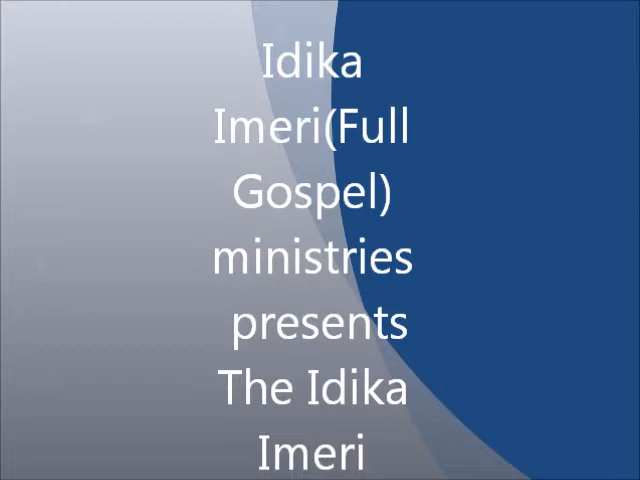 Idika
Imeri(Full
Gospel)
ministries
presents
The Idika
Imeri